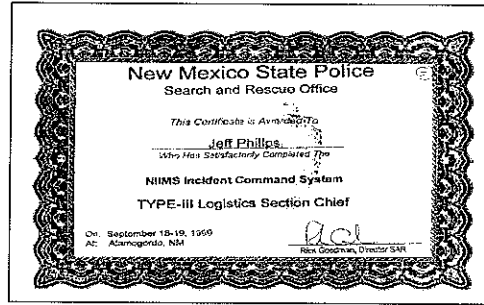 New Mexico State Police
Search and Rescue Office
This Certificate is Awarded To
Jeff Phillips
Who Has Satisfactorily Completed The
NIIMS Incident Command System
TYPE-III Logistics Section Chief
On: September 18-19, 1999
At: Alamogordo, NM
Rick Goodman, Director SAR